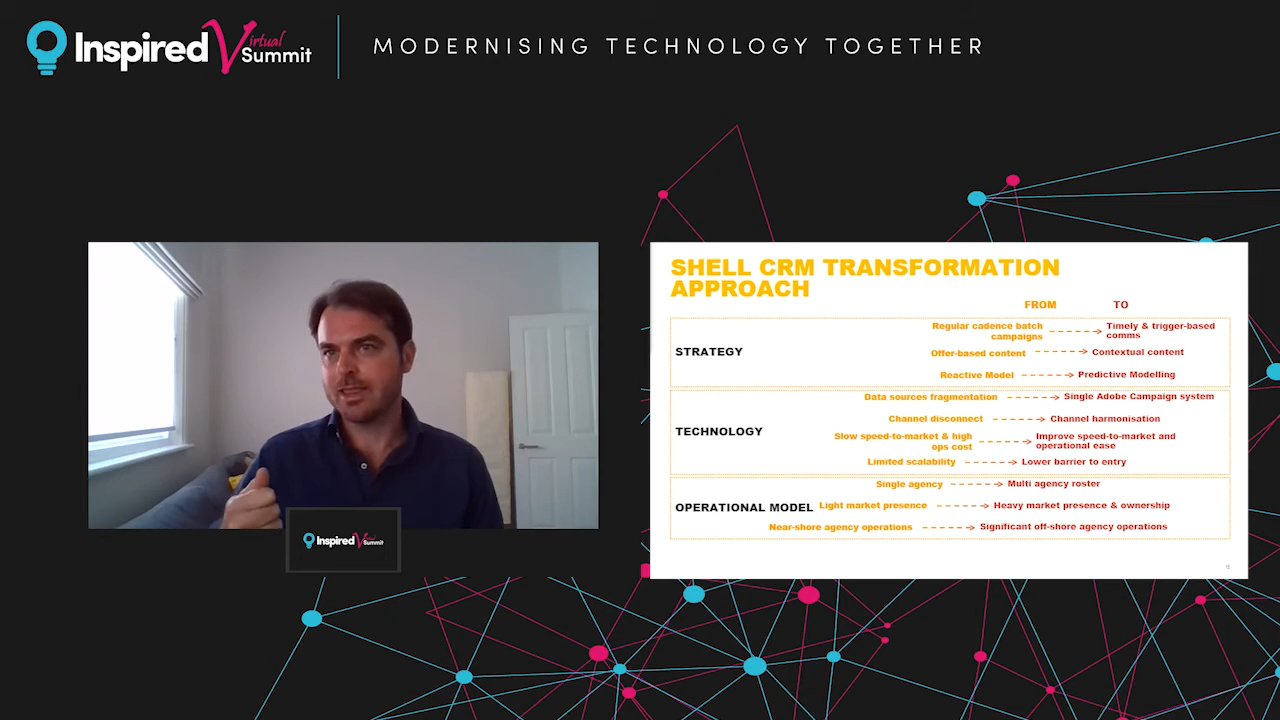 Inspired Virtual Summit
MODERNISING TECHNOLOGY TOGETHER
SHELL CRM TRANSFORMATION
APPROACH
FROM TO
STRATEGY
Regular cadence batch
campaigns
Timely & trigger-based
comms
Offer-based content
Contextual content
Reactive Model
Predictive Modelling
TECHNOLOGY
Data sources fragmentation
Single Adobe Campaign system
Channel disconnect
Channel harmonisation
Slow speed-to-market & high
ops cost
Improve speed-to-market and
operational ease
Limited scalability
Lower barrier to entry
OPERATIONAL MODEL
Single agency
Multi agency roster
Light market presence
Heavy market presence & ownership
Near-shore agency operations
Significant off-shore agency operations
Inspired Virtual Summit